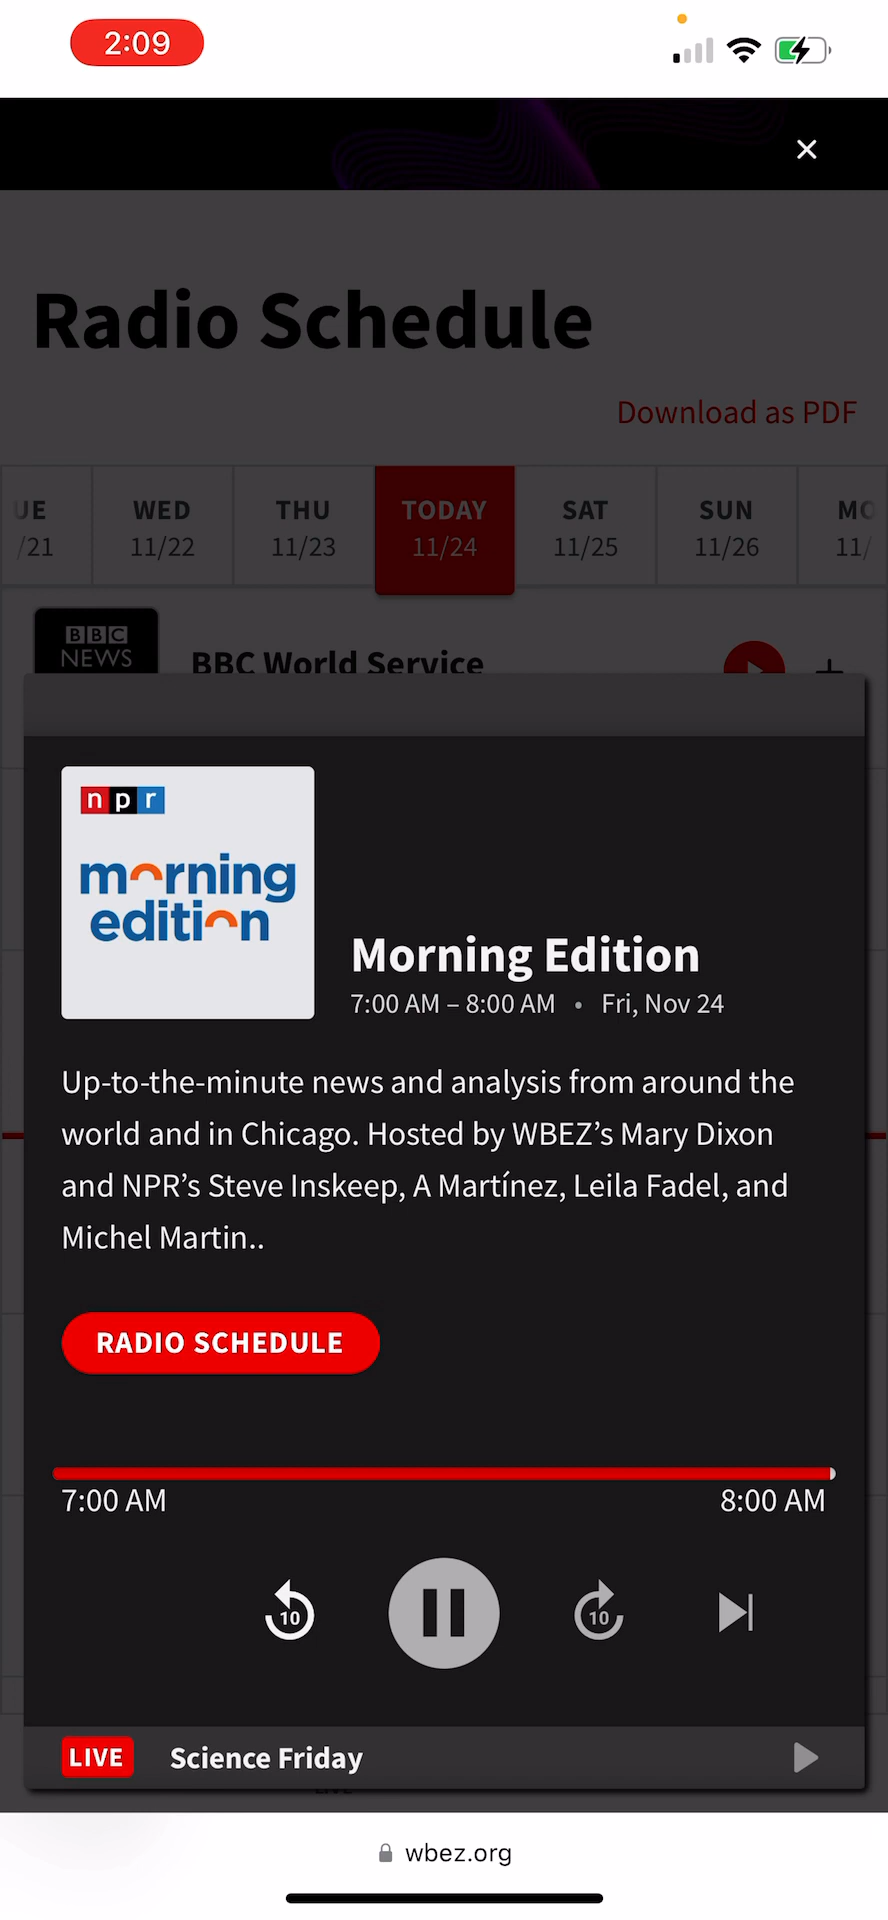 2:09
Radio Schedule
Download as PDF
UE
WED
THU
TODAY
SAT
SUN
MO
/21
11/22
11/23
11/24
11/25
11/26
11/
BBC
NEWS
BBC World Service
npr
morning
edition
Morning Edition
7:00 AM – 8:00 AM • Fri, Nov 24
Up-to-the-minute news and analysis from around the
world and in Chicago. Hosted by WBEZ’s Mary Dixon
and NPR’s Steve Inskeep, A Martínez, Leila Fadel, and
Michel Martin..
RADIO SCHEDULE
7:00 AM
8:00 AM
10
10
LIVE
Science Friday
wbez.org